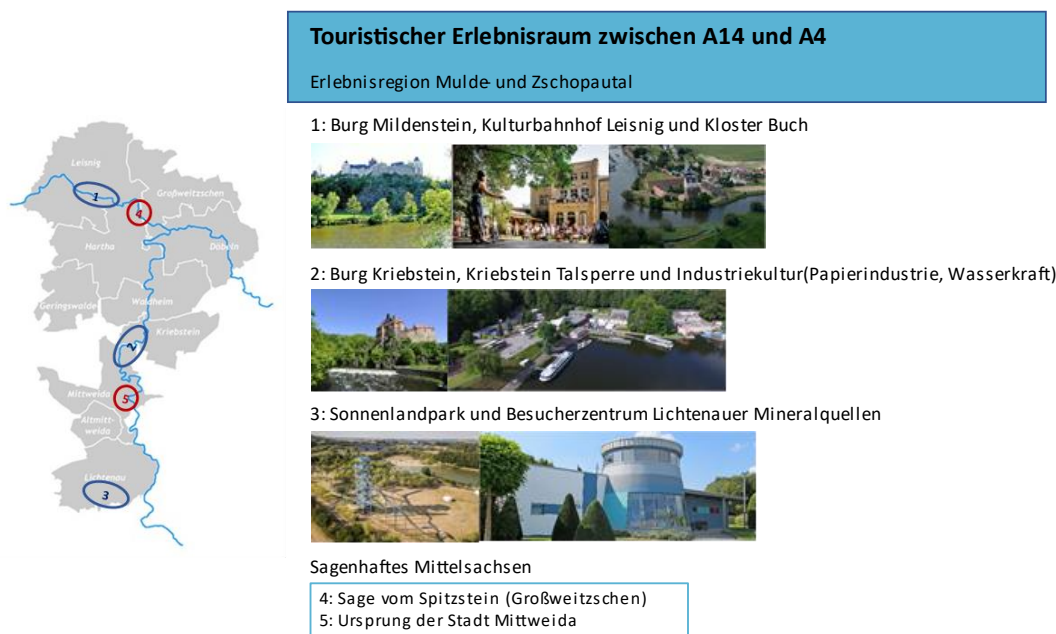 Touristischer Erlebnisraum zwischen A14 und A4
Erlebnisregion Mulde- und Zschopautal
1: Burg Mildenstein, Kulturbahnhof Leisnig und Kloster Buch
2: Burg Kriebstein, Kriebstein Talsperre und Industriekultur(Papierindustrie, Wasserkraft)
3: Sonnenlandpark und Besucherzentrum Lichtenauer Mineralquellen
Sagenhaftes Mittelsachsen
4: Sage vom Spitzstein (Großweitzschen)
5: Ursprung der Stadt Mittweida
Leisnig
Großweitzschen
1
4
Hartha
Döbeln
Geringswalde
Waldheim
Kriebstein
2
Mittweida
5
Altmitt-
weida
Lichtenau
3